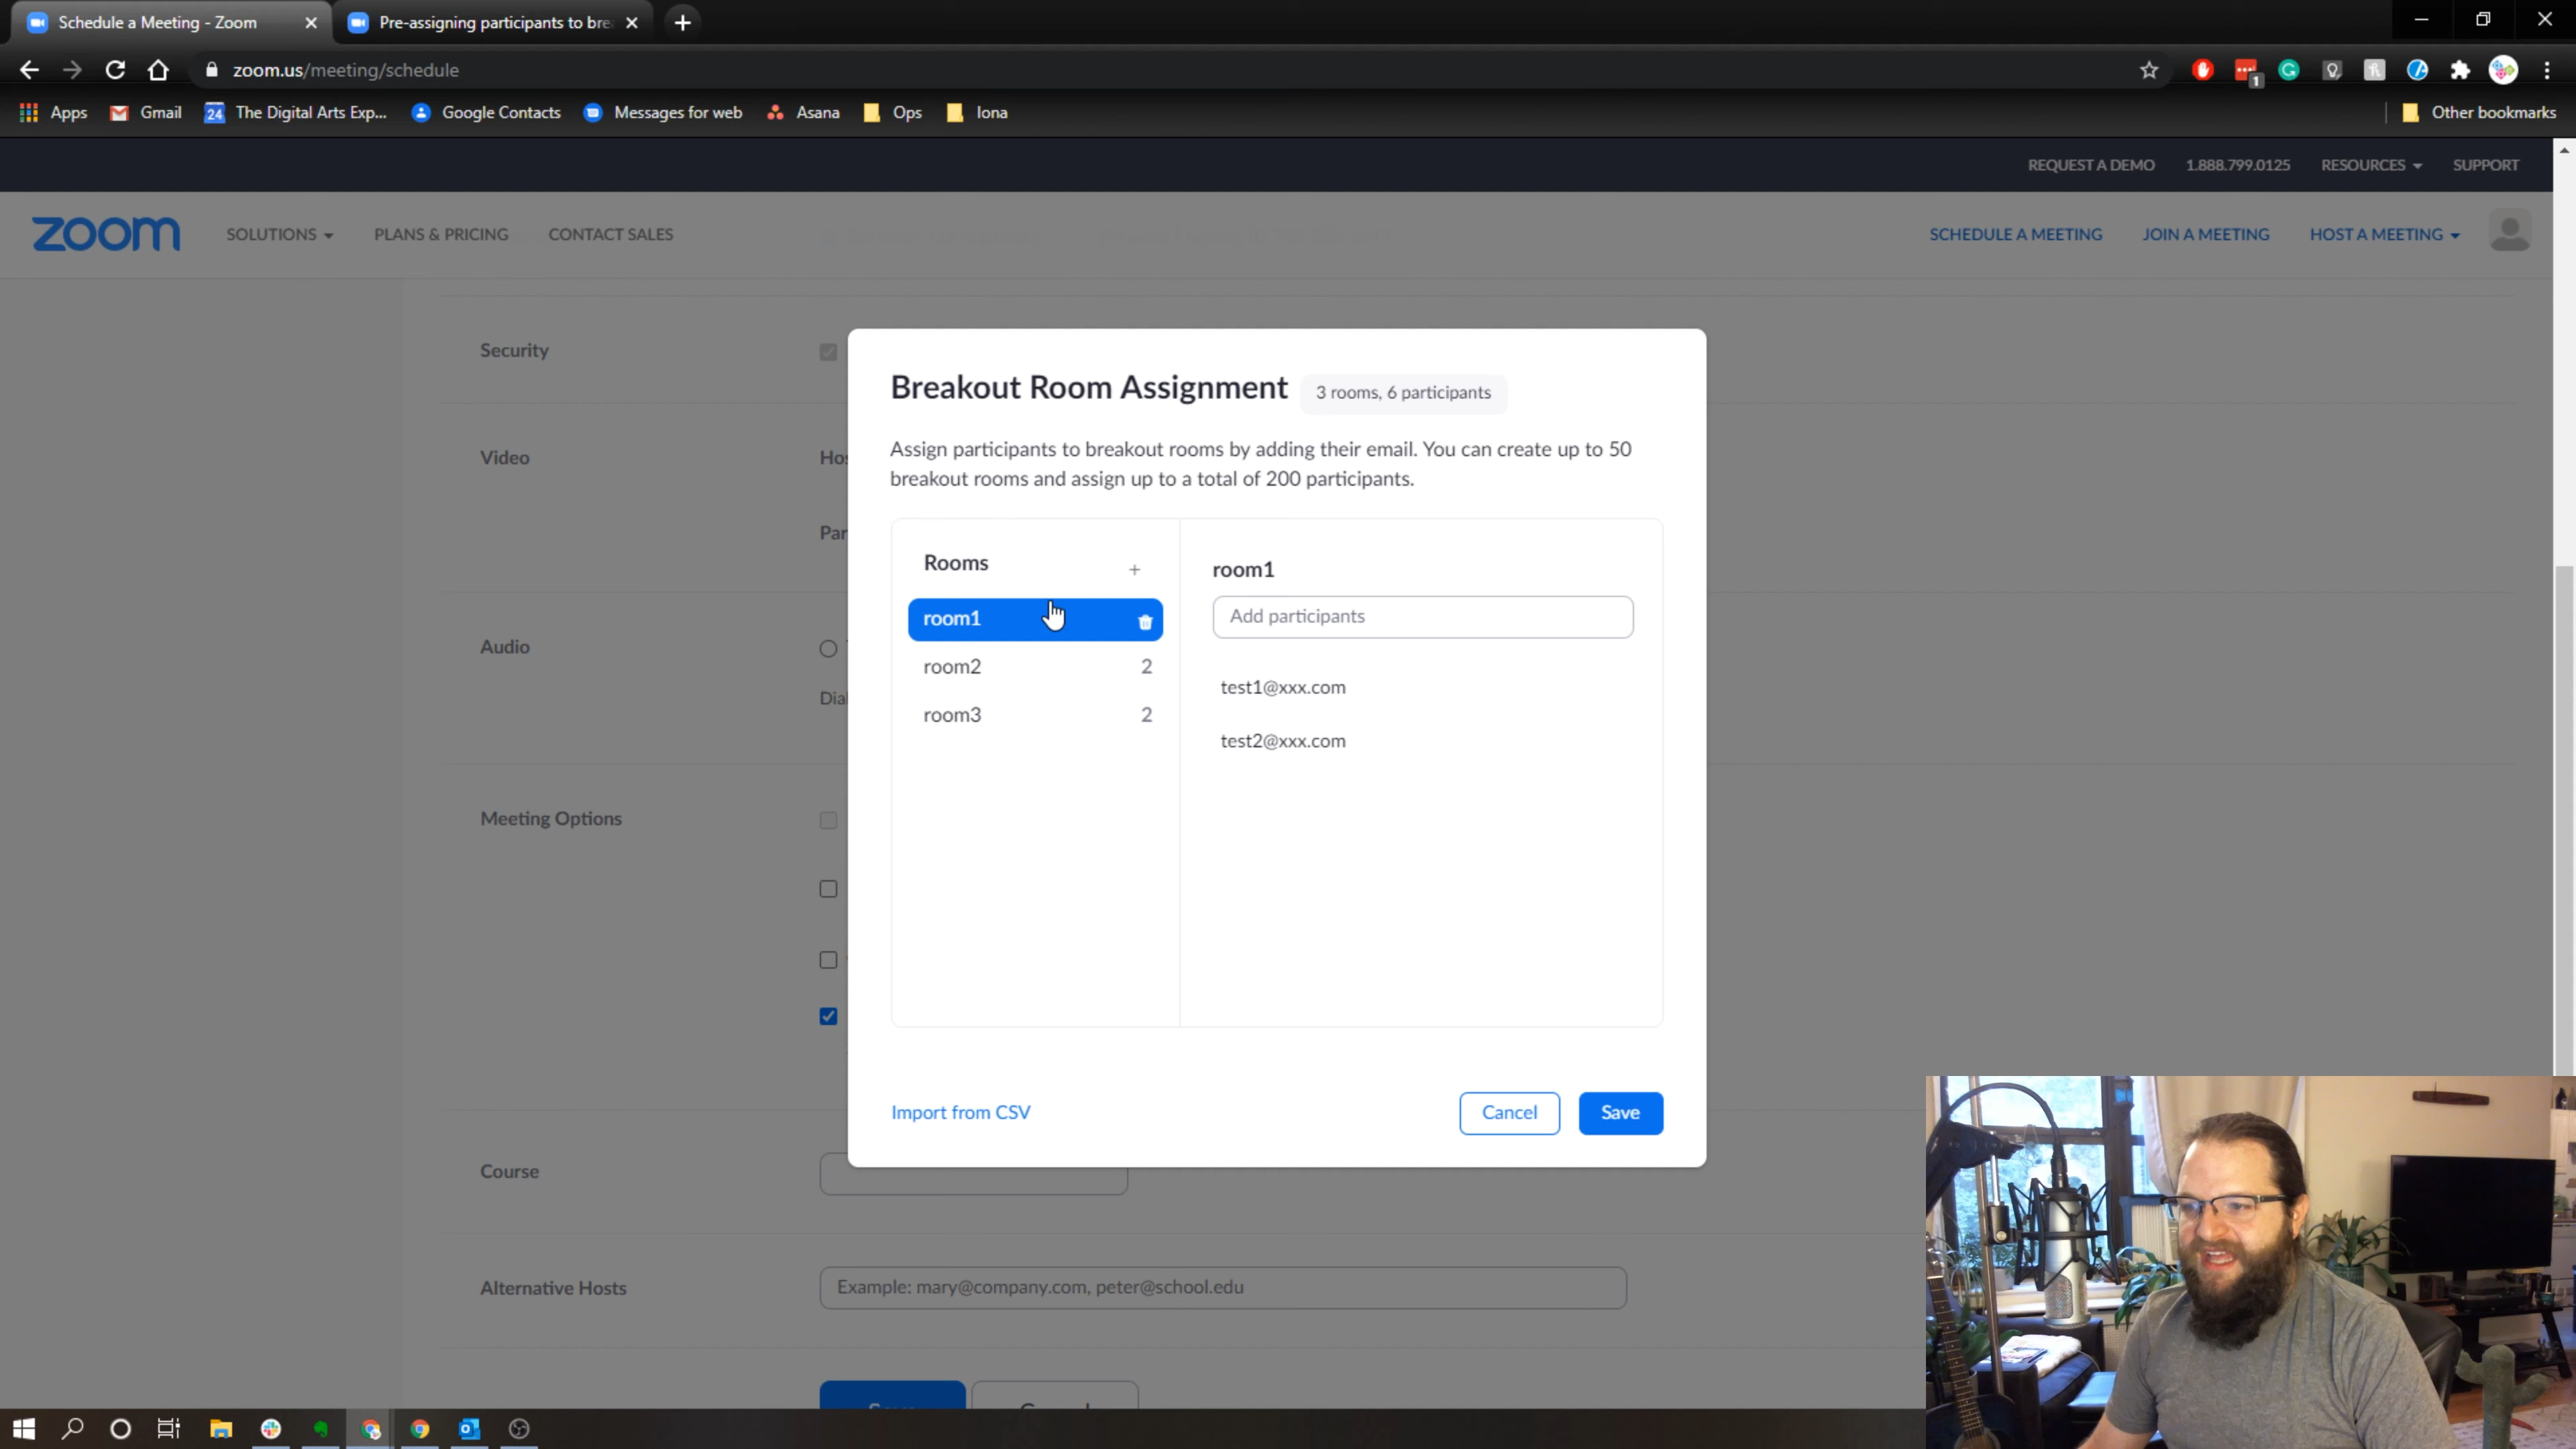 Schedule a Meeting - Zoom
Pre-assigning participants to bre
zoom.us/meeting/schedule
1
Apps
Gmail
24
The Digital Arts Exp...
Google Contacts
Messages for web
Asana
Ops
Iona
Other bookmarks
REQUEST A DEMO
1.888.799.0125
RESOURCES
SUPPORT
zoom
SOLUTIONS
PLANS & PRICING
CONTACT SALES
SCHEDULE A MEETING
JOIN A MEETING
HOST A MEETING
Security
Video
Hos
Par
Audio
Dial
Meeting Options
Course
Alternative Hosts
Example: mary@company.com, peter@school.edu
Breakout Room Assignment
3 rooms, 6 participants
Assign participants to breakout rooms by adding their email. You can create up to 50
breakout rooms and assign up to a total of 200 participants.
Rooms
+
room1
room2
2
room3
2
room1
Add participants
test1@xxx.com
test2@xxx.com
Import from CSV
Cancel
Save